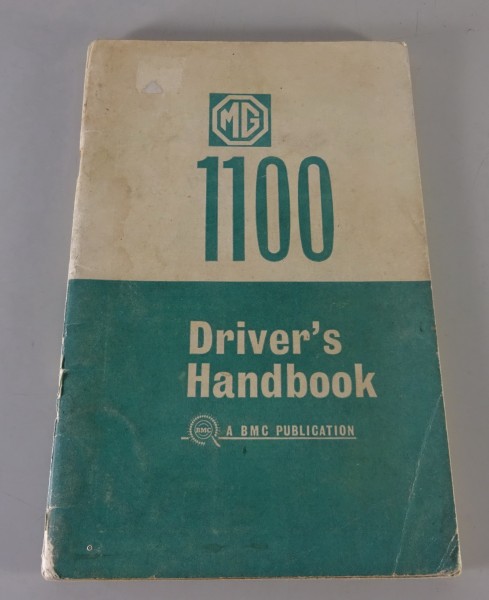 MG
1100
Driver's
Handbook
BMC
A BMC PUBLICATION